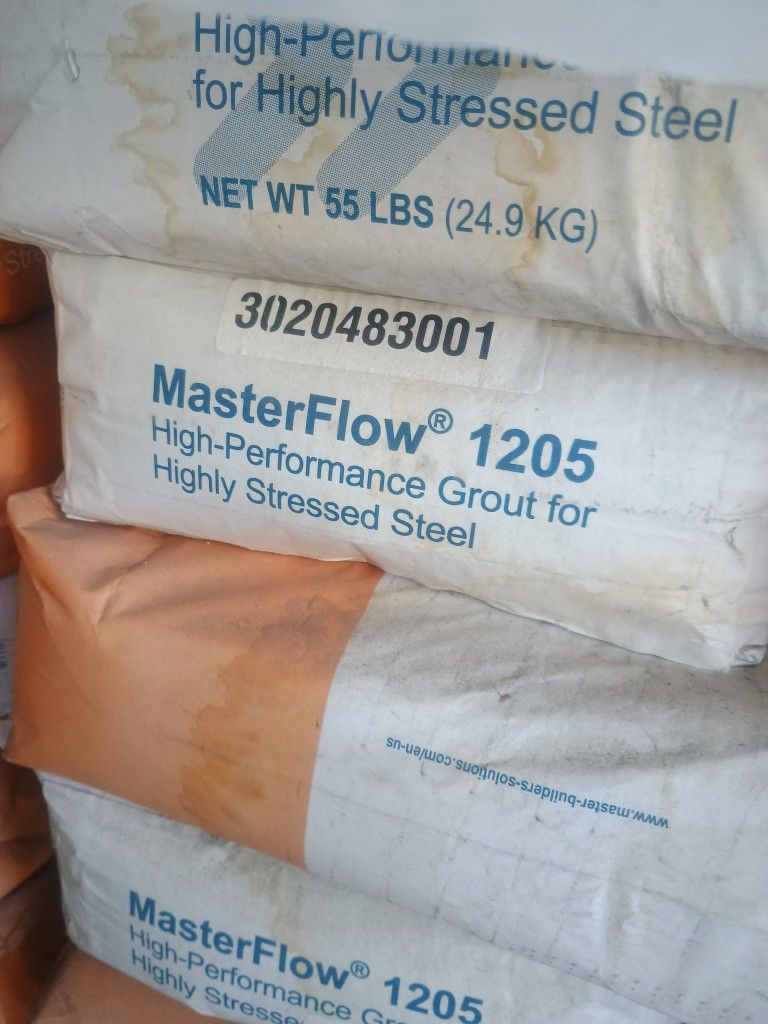 High-Performance
for Highly Stressed Steel
NET WT 55 LBS (24.9 KG)
3020483001
MasterFlow® 1205
High-Performance Grout for
Highly Stressed Steel
www.master-builders-solutions.com/en-us
MasterFlow® 1205
High-Performance
Highly